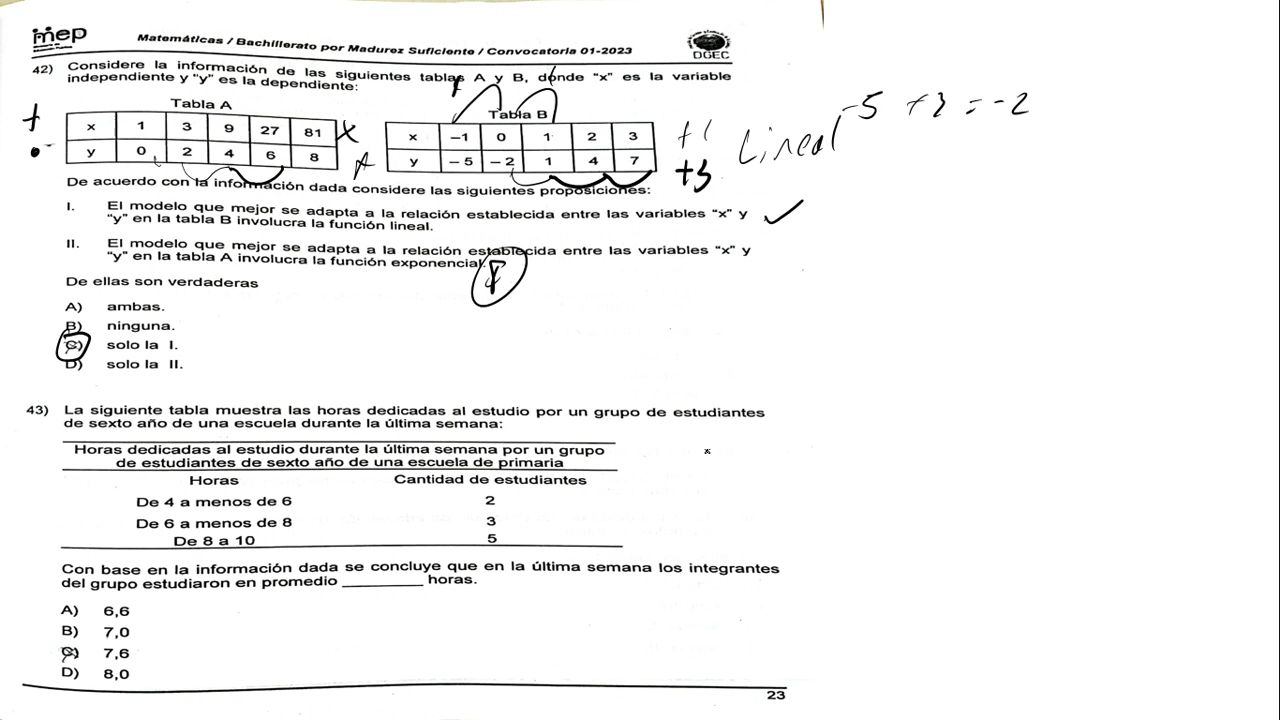 mep
Matemáticas / Bachillerato por Madurez Suficiente / Convocatoria 01-2023
DGEC
42) Considere la información de las siguientes tablas A y B, donde "x" es la variable
independiente y "y" es la dependiente:
Tabla A
x 1 3 9 27 81
y 0 2 4 6 8
Tabla B
x –1 0 1 2 3
y – 5 – 2 1 4 7
+
x
+1
+3
Lineal
-5 +3 = -2
De acuerdo con la información dada considere las siguientes proposiciones:
I. El modelo que mejor se adapta a la relación establecida entre las variables "x" y
"y" en la tabla B involucra la función lineal.
II. El modelo que mejor se adapta a la relación establecida entre las variables "x" y
"y" en la tabla A involucra la función exponencial.
F
De ellas son verdaderas
A) ambas.
B) ninguna.
C) solo la I.
D) solo la II.
43) La siguiente tabla muestra las horas dedicadas al estudio por un grupo de estudiantes
de sexto año de una escuela durante la última semana:
Horas dedicadas al estudio durante la última semana por un grupo
de estudiantes de sexto año de una escuela de primaria
Horas Cantidad de estudiantes
De 4 a menos de 6 2
De 6 a menos de 8 3
De 8 a 10 5
Con base en la información dada se concluye que en la última semana los integrantes
del grupo estudiaron en promedio _________ horas.
A) 6,6
B) 7,0
C) 7,6
D) 8,0
23